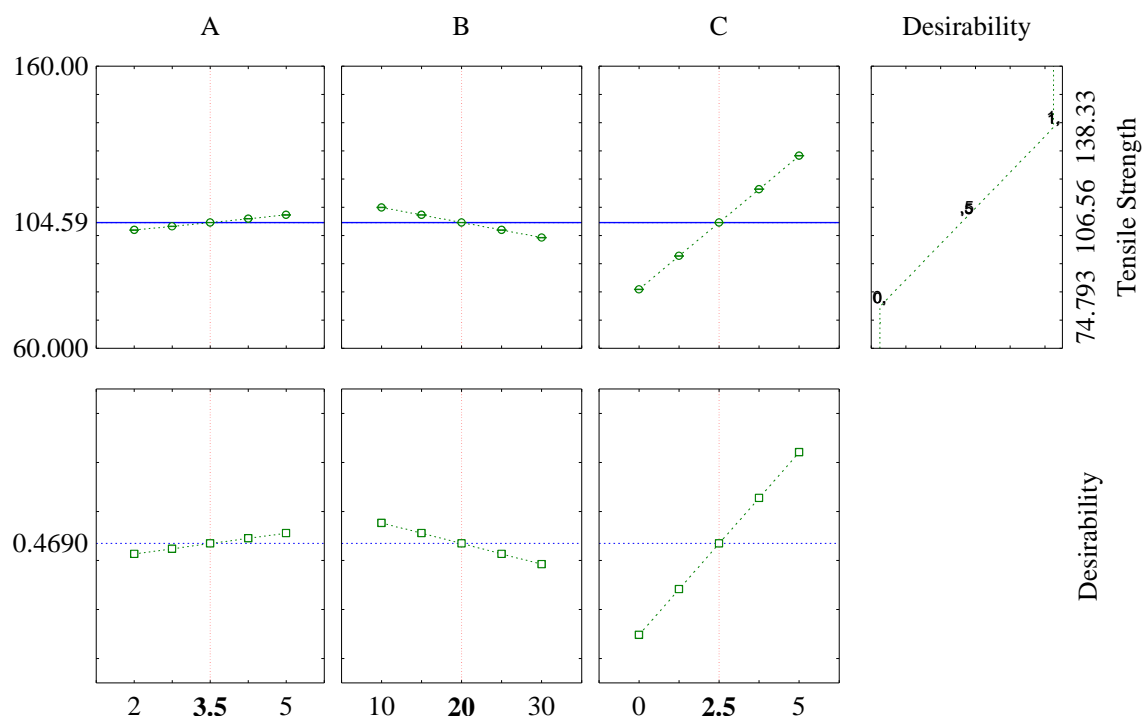 A B C Desirability
160.00
104.59
60.000
1,
,5
0,
74.793 106.56 138.33
Tensile Strength
0.4690
Desirability
2 3.5 5 10 20 30 0 2.5 5